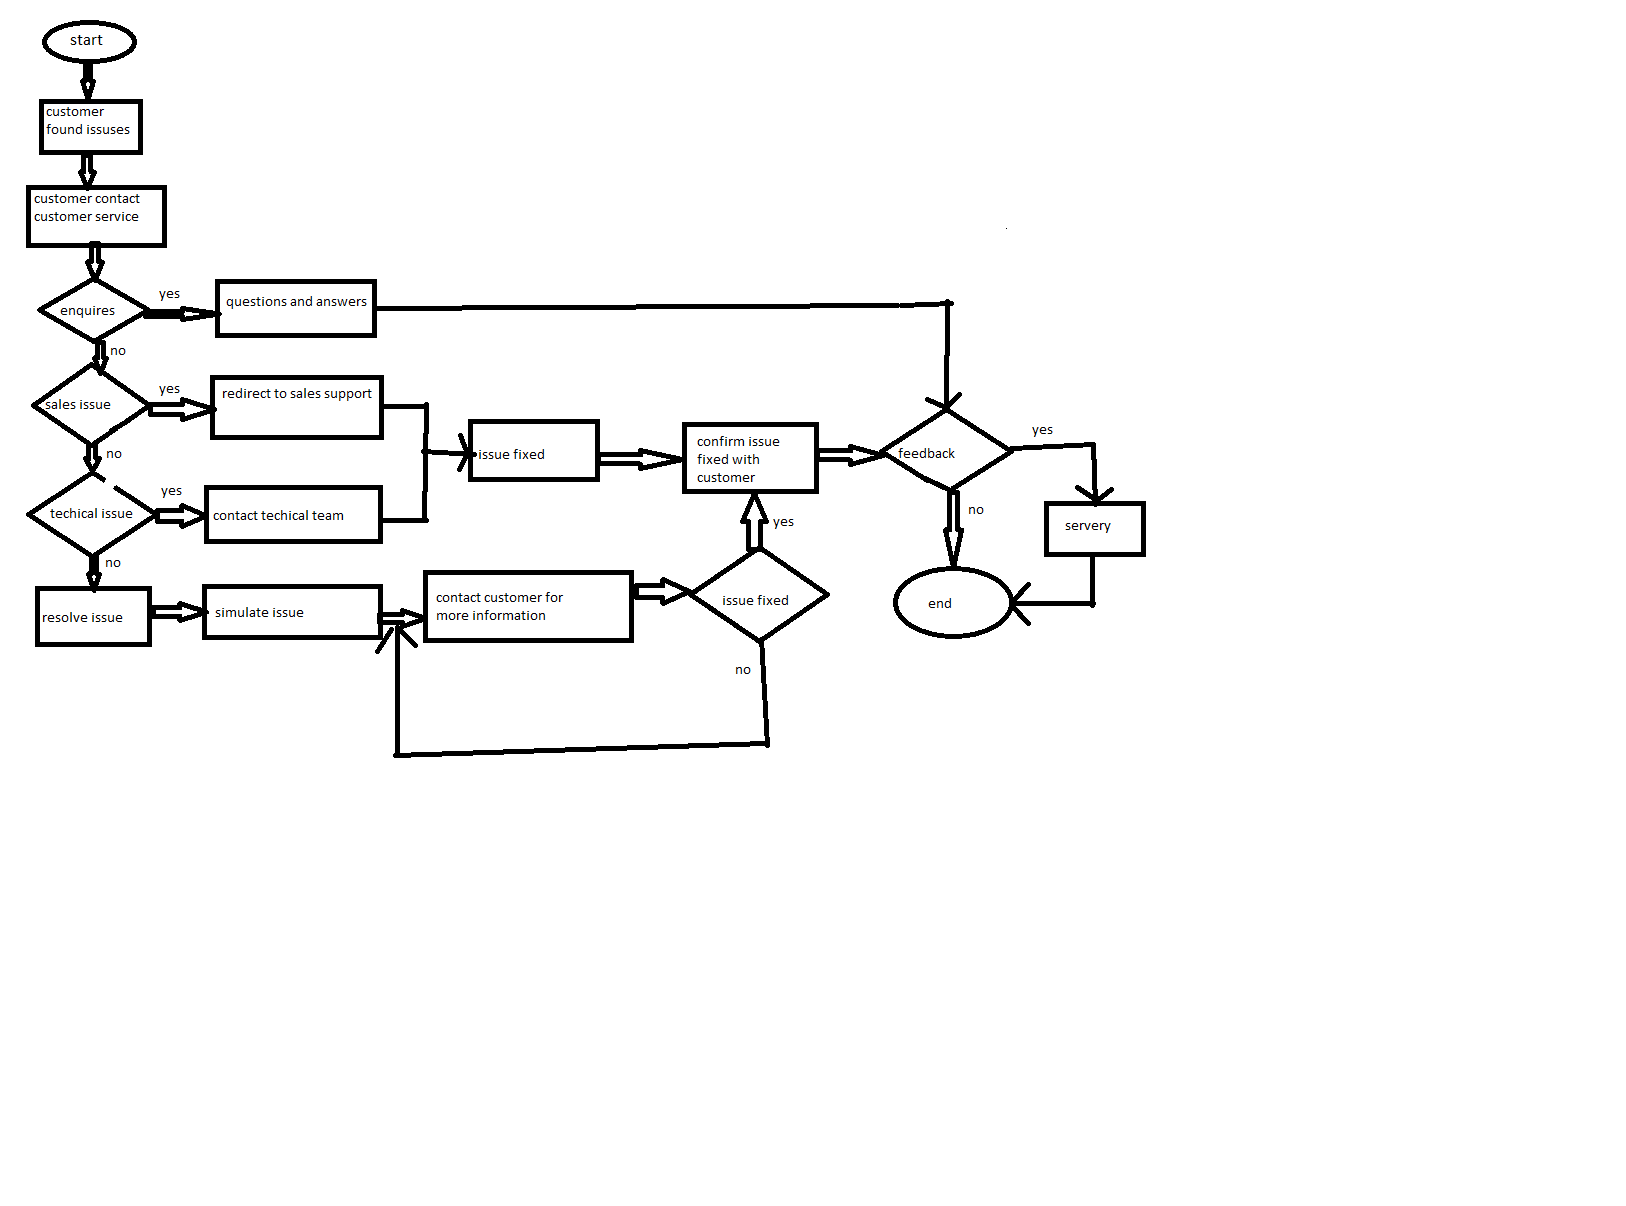 start
customer
found issuses
customer contact
customer service
enquires
yes
questions and answers
no
sales issue
yes
redirect to sales support
no
techical issue
yes
contact techical team
no
issue fixed
confirm issue
fixed with
customer
feedback
yes
servery
no
end
resolve issue
simulate issue
contact customer for
more information
issue fixed
yes
no